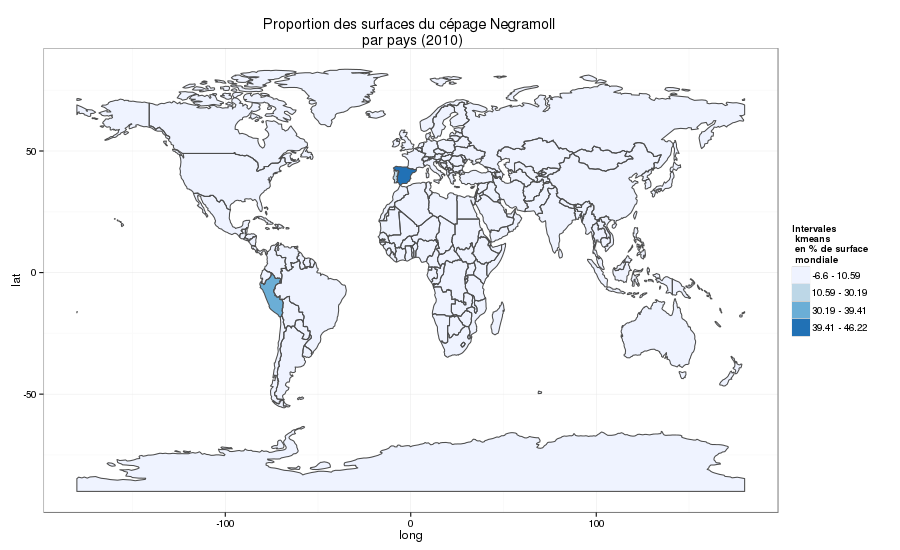 Proportion des surfaces du cépage Negramoll
par pays (2010)
50
0
-50
lat
-100
0
100
long
Intervales
kmeans
en % de surface
mondiale
-6.6 - 10.59
10.59 - 30.19
30.19 - 39.41
39.41 - 46.22